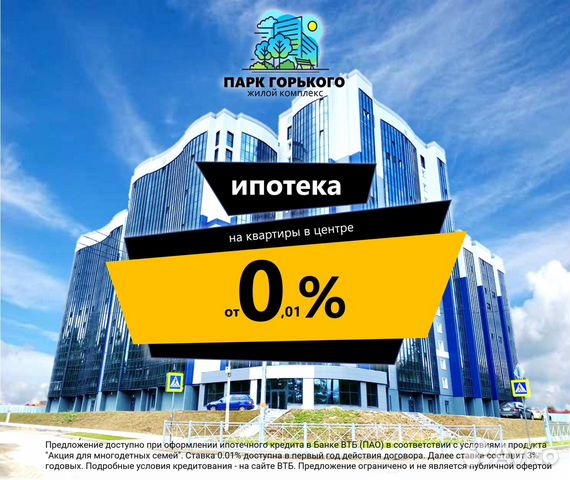 ПАРК ГОРЬКОГО
ЖИЛОЙ КОМПЛЕКС
ипотека
на квартиры в центре
от 0,01%
Предложение доступно при оформлении ипотечного кредита в Банке ВТБ (ПАО) в соответствии с условиями продукта
"Акция для многодетных семей". Ставка 0.01% доступна в первый год действия договора. Далее ставка составит 3%
годовых. Подробные условия кредитования - на сайте ВТБ. Предложение ограничено и не является публичной офертой